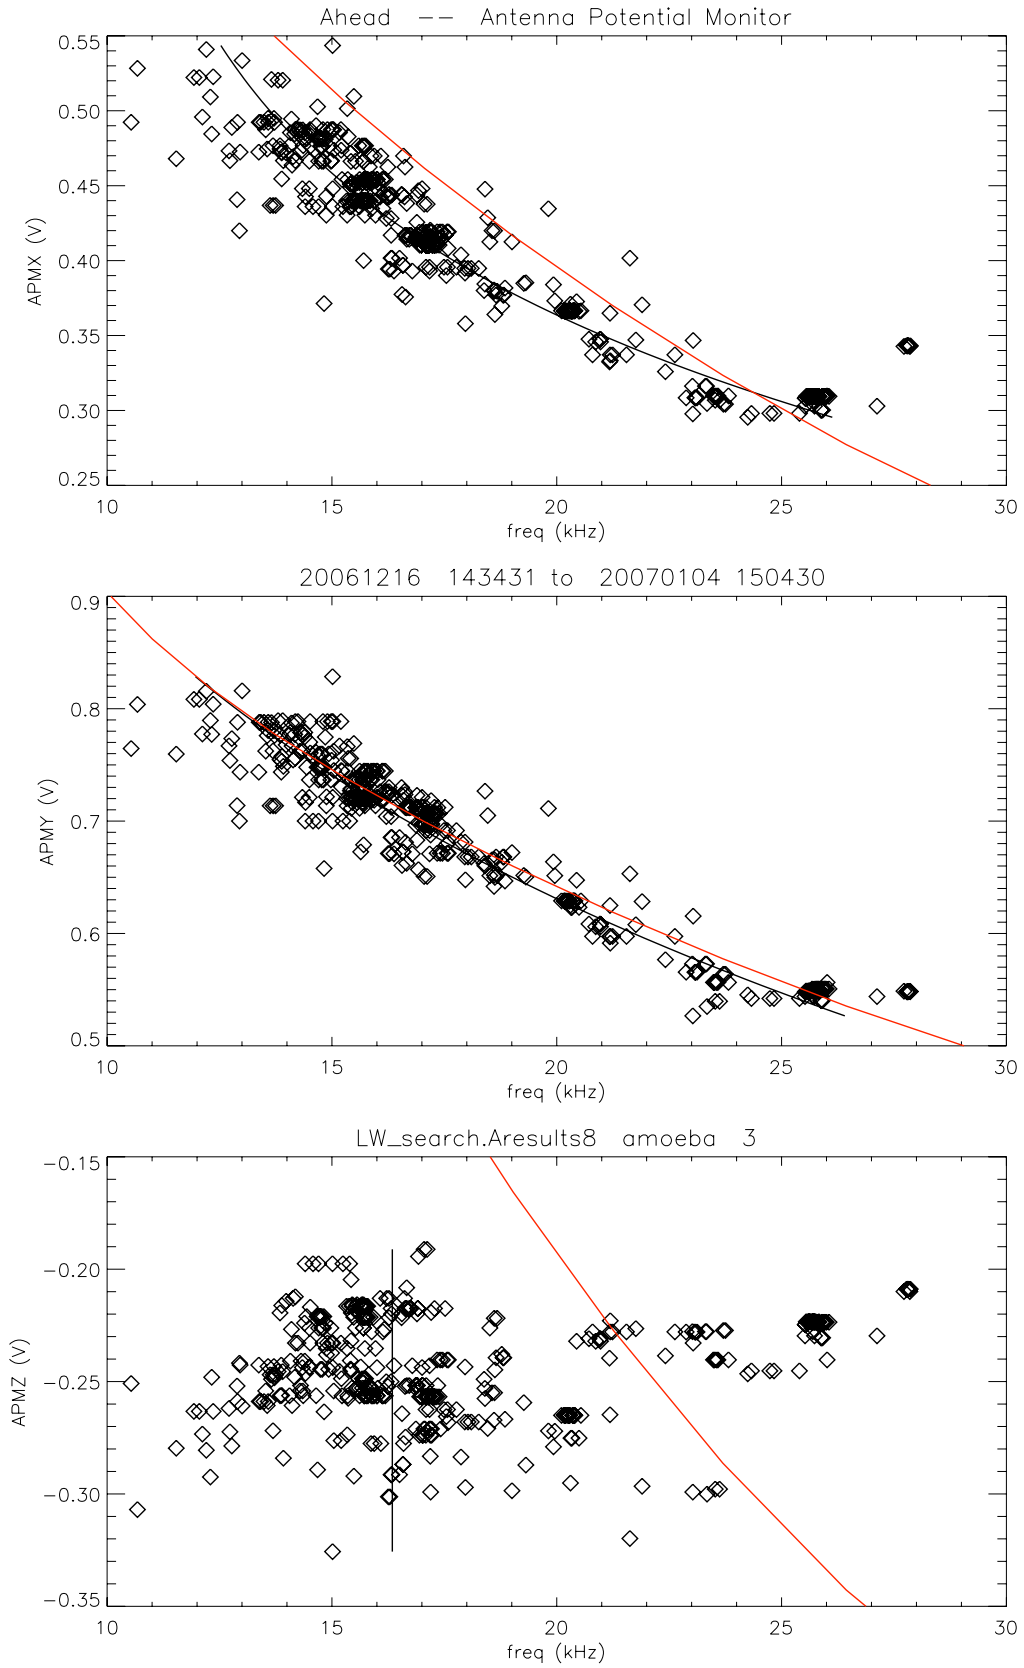 Ahead -- Antenna Potential Monitor
0.55
0.50
0.45
0.40
0.35
0.30
0.25
APMX (V)
10 15 20 25 30
freq (kHz)
20061216 143431 to 20070104 150430
0.9
0.8
0.7
0.6
0.5
APMY (V)
10 15 20 25 30
freq (kHz)
LW_search.Aresults8 amoeba 3
-0.15
-0.20
-0.25
-0.30
-0.35
APMZ (V)
10 15 20 25 30
freq (kHz)